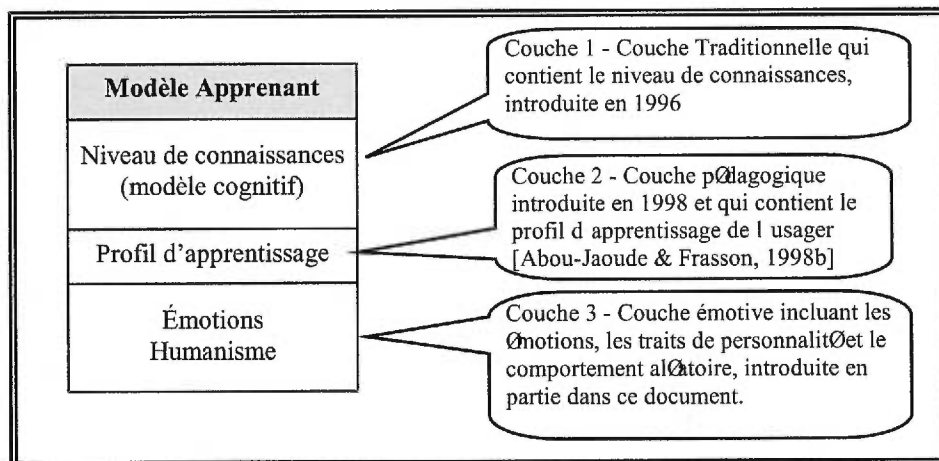 Modèle Apprenant
Niveau de connaissances
(modèle cognitif)
Profil d'apprentissage
Émotions
Humanisme
Couche 1 - Couche Traditionnelle qui
contient le niveau de connaissances,
introduite en 1996
Couche 2 - Couche pØdagogique
introduite en 1998 et qui contient le
profil d apprentissage de l usager
[Abou-Jaoude & Frasson, 1998b]
Couche 3 - Couche émotive incluant les
Ømotions, les traits de personnalitØet le
comportement alØatoire, introduite en
partie dans ce document.